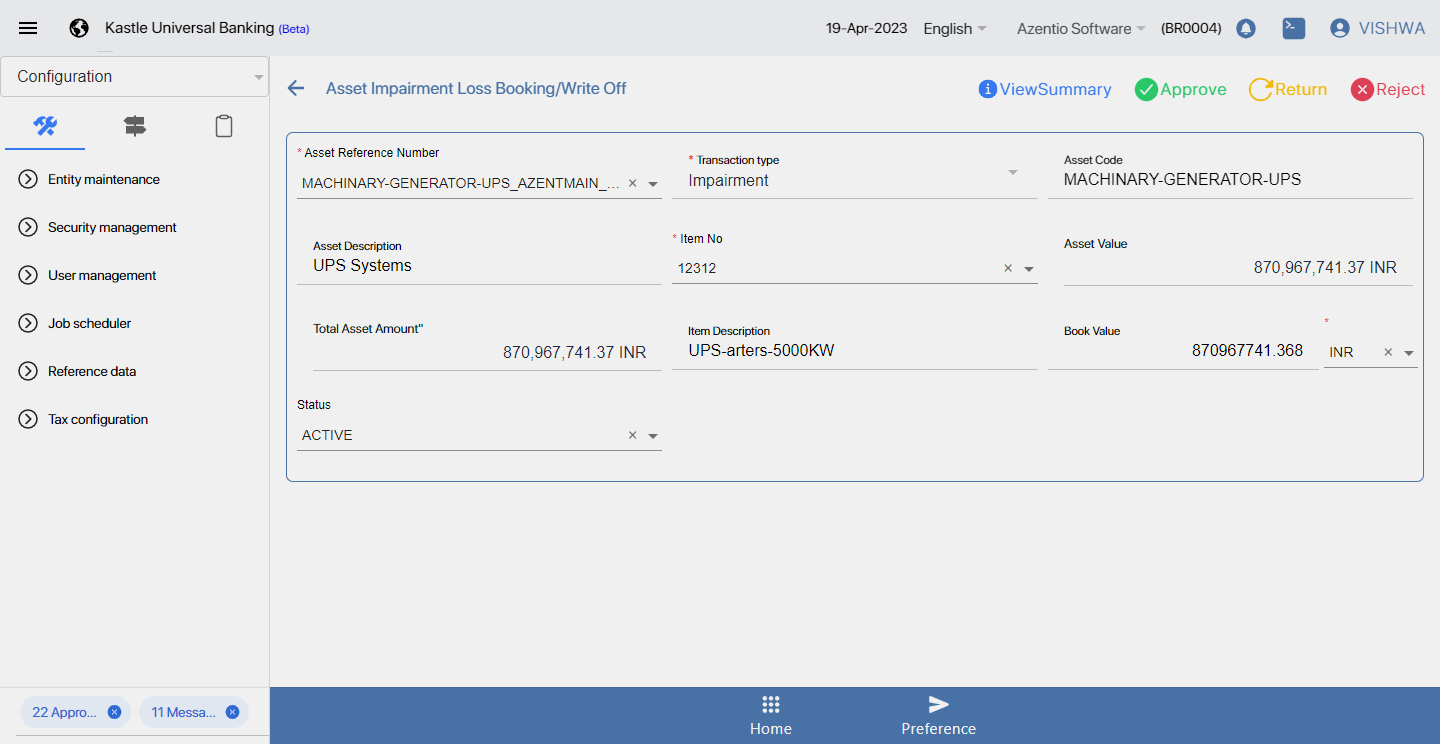 Kastle Universal Banking (Beta)
19-Apr-2023 English Azentio Software (BR0004) VISHWA
Configuration
Entity maintenance
Security management
User management
Job scheduler
Reference data
Tax configuration
22 Appro... 11 Messa...
Asset Impairment Loss Booking/Write Off
ViewSummary Approve Return Reject
* Asset Reference Number
MACHINARY-GENERATOR-UPS_AZENTMAIN_... ×
* Transaction type
Impairment
Asset Code
MACHINARY-GENERATOR-UPS
Asset Description
UPS Systems
* Item No
12312 ×
Asset Value
870,967,741.37 INR
Total Asset Amount"
870,967,741.37 INR
Item Description
UPS-arters-5000KW
Book Value
870967741.368
*
INR ×
Status
ACTIVE ×
Home Preference